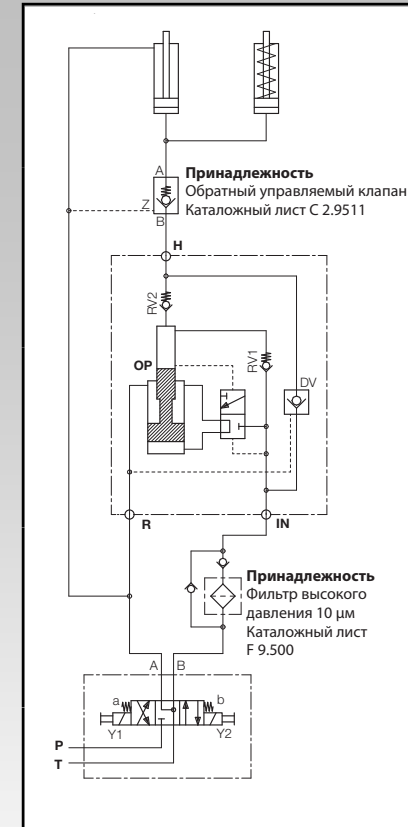 A
Принадлежность
Обратный управляемый клапан
Каталожный лист C 2.9511
Z
B
H
RV2
OP
RV1
DV
R
IN
Принадлежность
Фильтр высокого
давления 10 µм
Каталожный лист
F 9.500
A B
a b
Y1 Y2
P
T